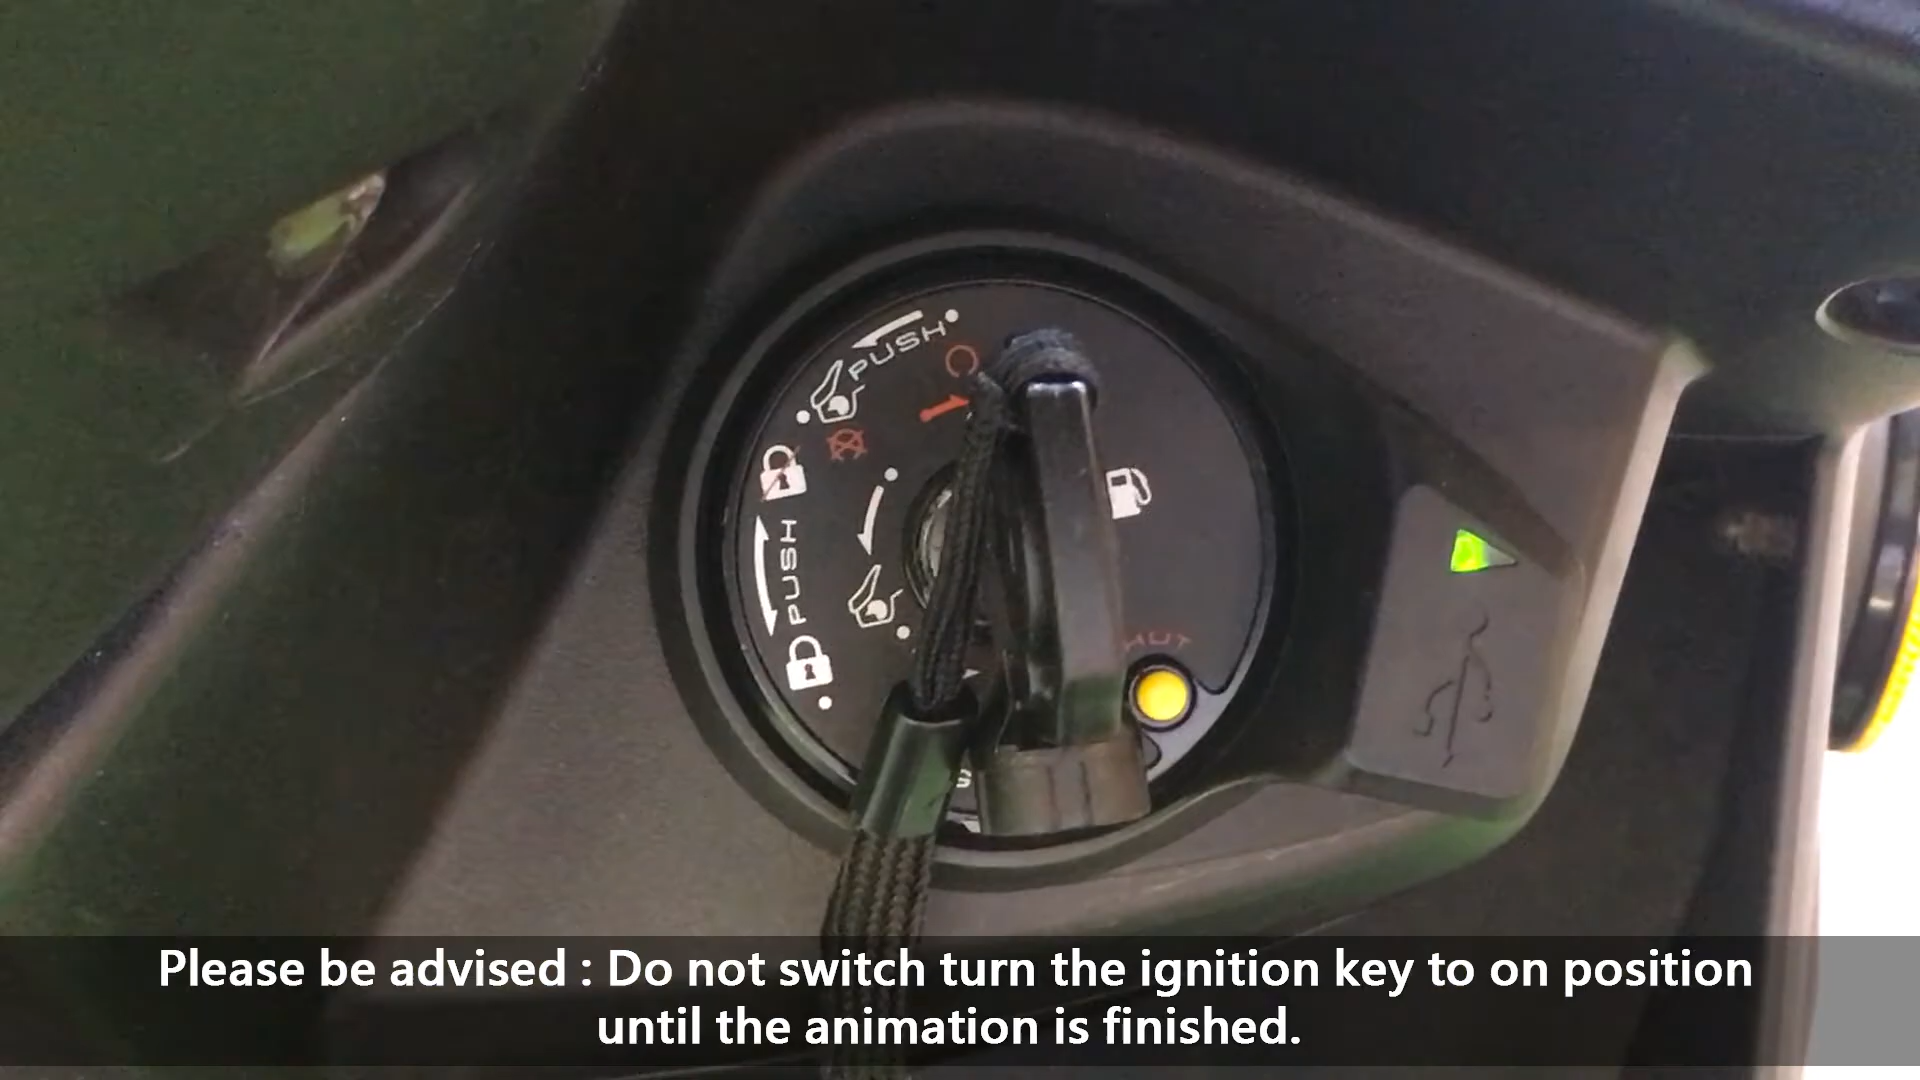 PUSH
PUSH
Please be advised : Do not switch turn the ignition key to on position
until the animation is finished.